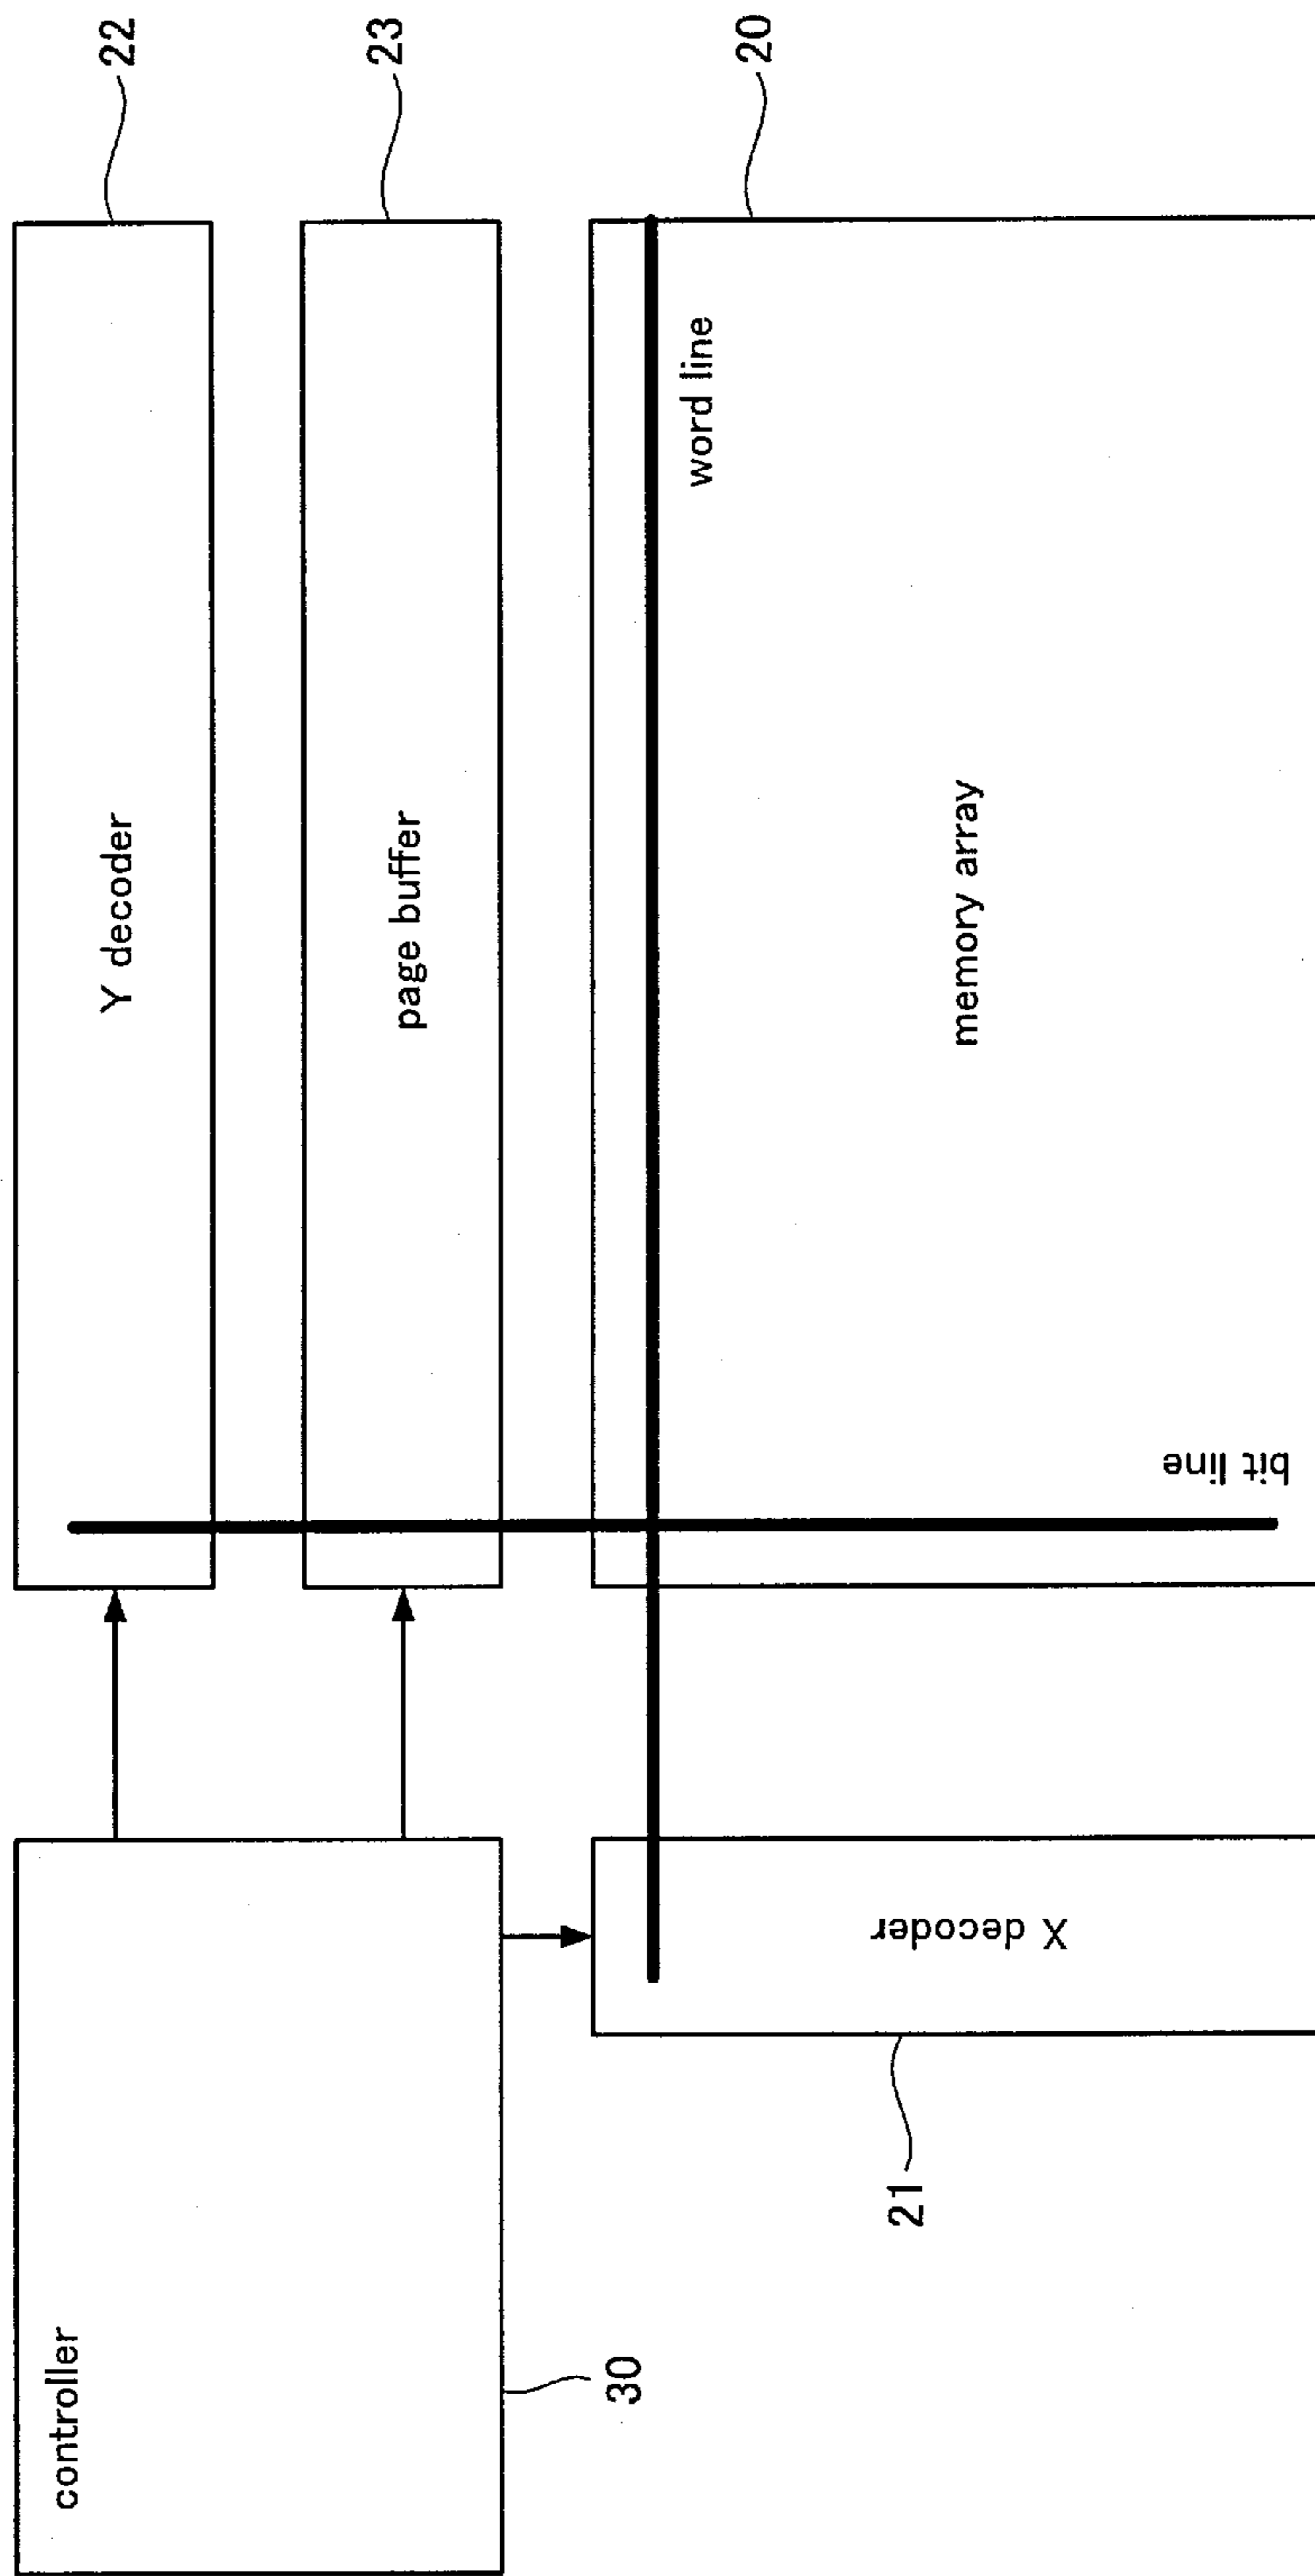 controller
30
Y decoder
22
page buffer
23
X decoder
21
word line
20
memory array
bit line